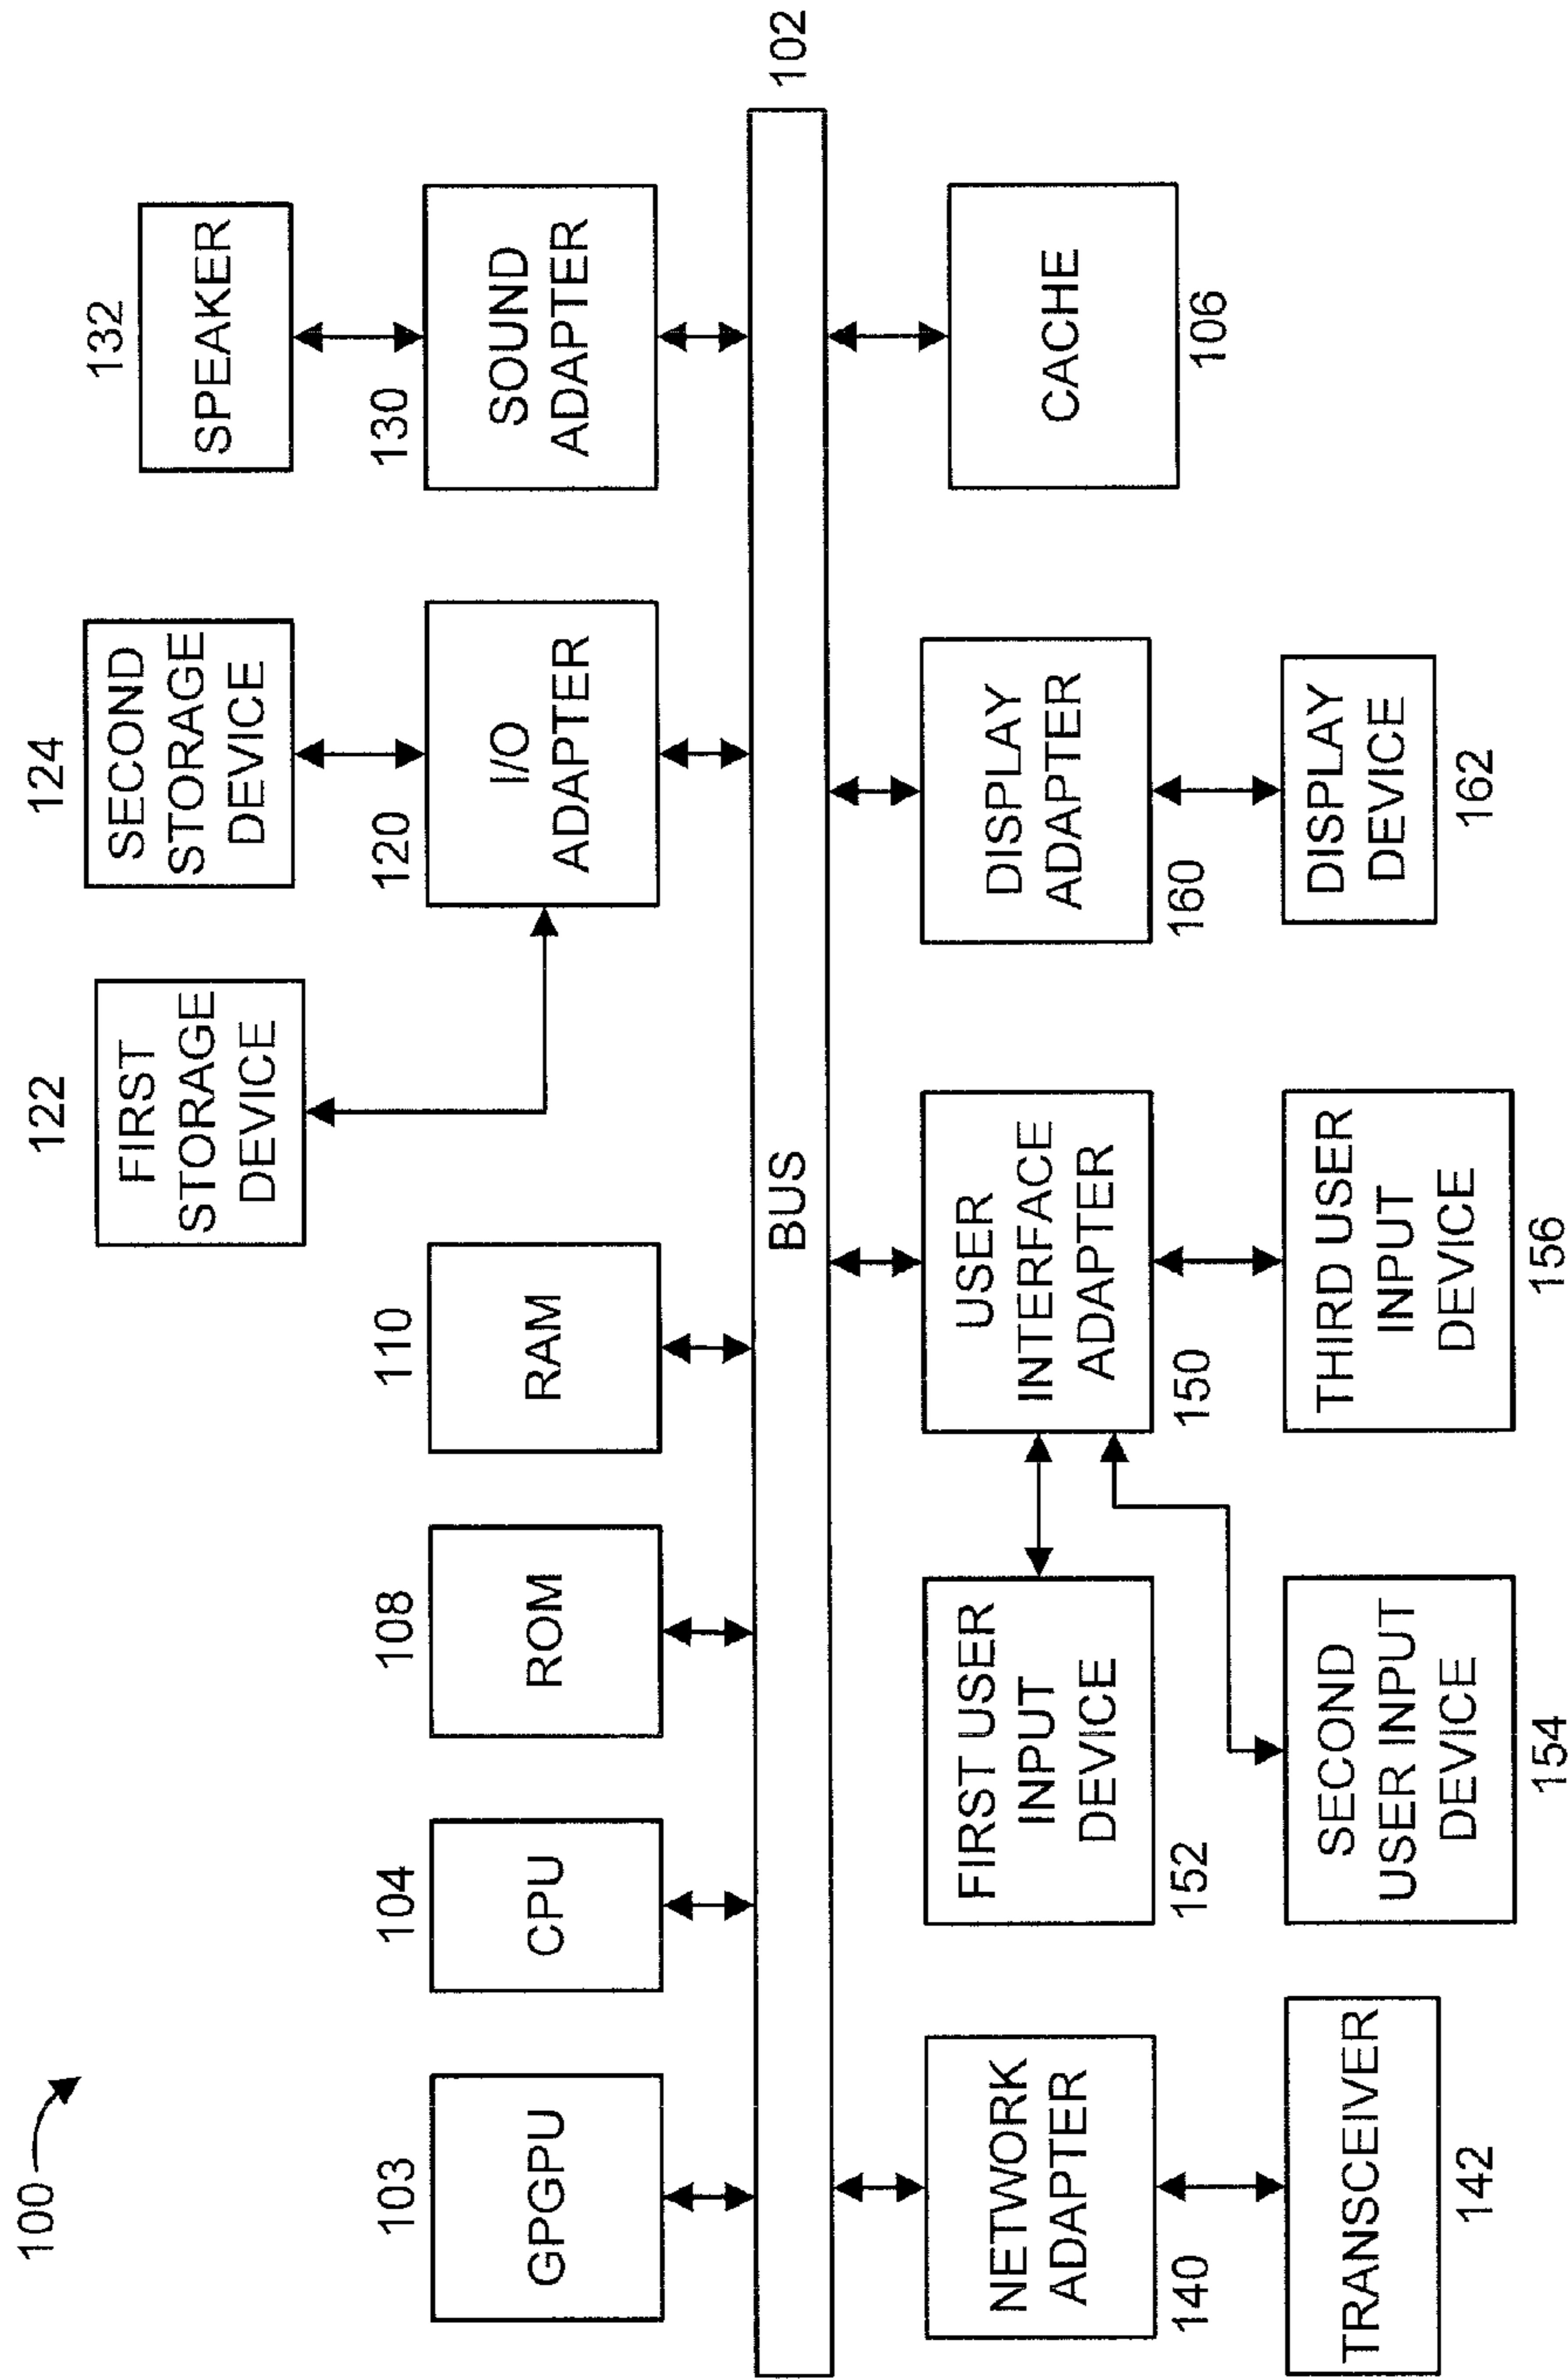 100
122
FIRST
STORAGE
DEVICE
124
SECOND
STORAGE
DEVICE
132
SPEAKER
103
GPGPU
104
CPU
108
ROM
110
RAM
120
I/O
ADAPTER
130
SOUND
ADAPTER
BUS
102
NETWORK
ADAPTER
140
FIRST USER
INPUT
DEVICE
152
USER
INTERFACE
ADAPTER
150
DISPLAY
ADAPTER
160
CACHE
106
TRANSCEIVER
142
SECOND
USER INPUT
DEVICE
154
THIRD USER
INPUT
DEVICE
156
DISPLAY
DEVICE
162